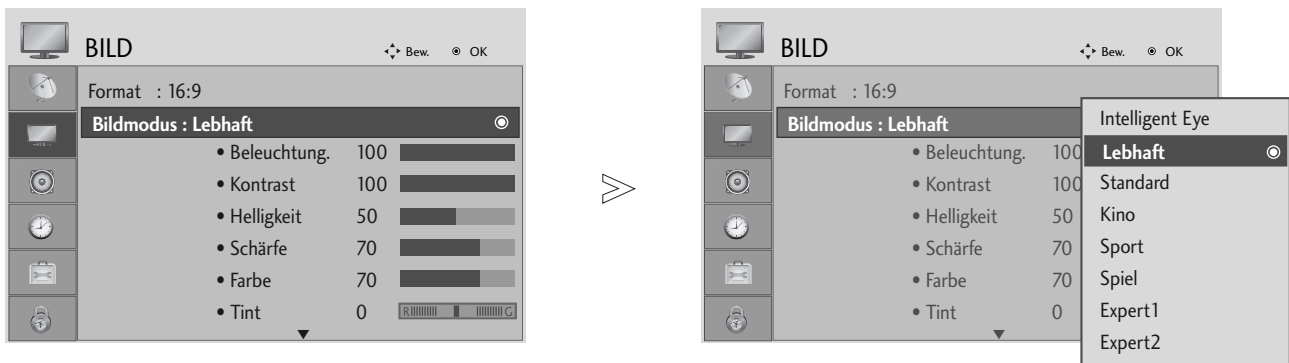 BILD
Bew. OK
Format : 16:9
Bildmodus : Lebhaft
• Beleuchtung. 100
• Kontrast 100
• Helligkeit 50
• Schärfe 70
• Farbe 70
• Tint 0 R G
BILD
Bew. OK
Format : 16:9
Bildmodus : Lebhaft
• Beleuchtung. 100
• Kontrast 100
• Helligkeit 50
• Schärfe 70
• Farbe 70
• Tint 0
Intelligent Eye
Lebhaft
Standard
Kino
Sport
Spiel
Expert1
Expert2